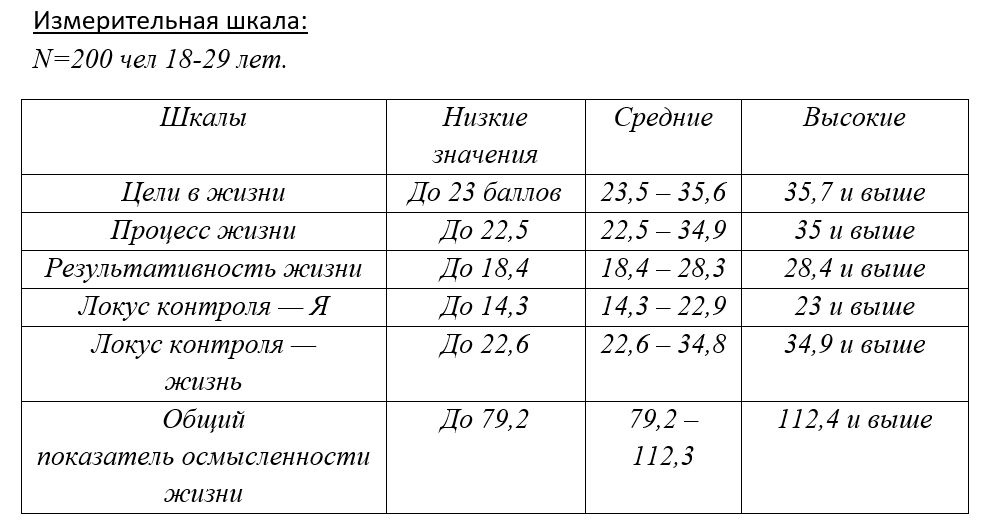 Измерительная шкала:
N=200 чел 18-29 лет.
Шкалы Низкие значения Средние Высокие
Цели в жизни До 23 баллов 23,5 – 35,6 35,7 и выше
Процесс жизни До 22,5 22,5 – 34,9 35 и выше
Результативность жизни До 18,4 18,4 – 28,3 28,4 и выше
Локус контроля — Я До 14,3 14,3 – 22,9 23 и выше
Локус контроля — жизнь До 22,6 22,6 – 34,8 34,9 и выше
Общий показатель осмысленности жизни До 79,2 79,2 – 112,3 112,4 и выше